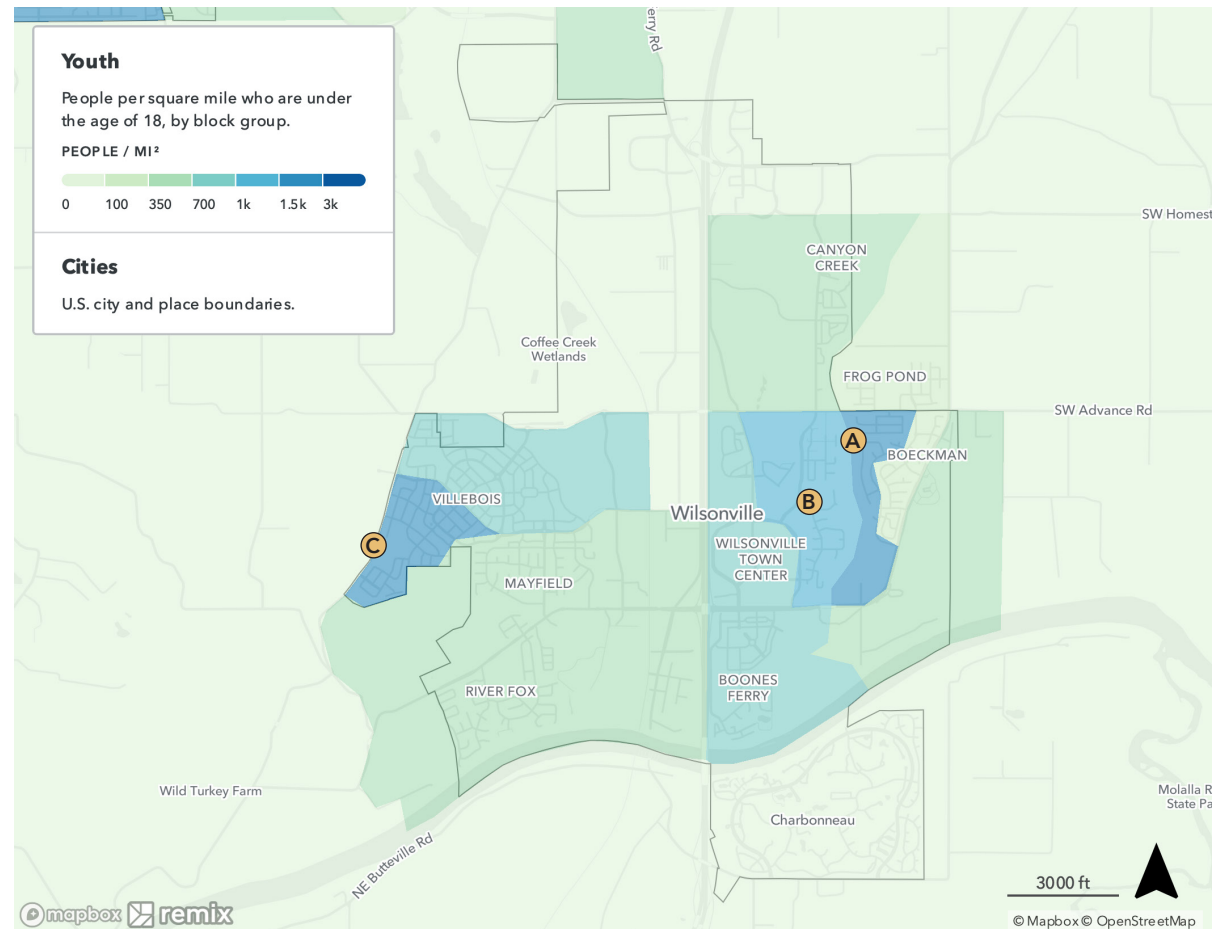 erry Rd
Youth
People per square mile who are under
the age of 18, by block group.
PEOPLE / MI²
0 100 350 700 1k 1.5k 3k
Cities
U.S. city and place boundaries.
SW Homest
CANYON
CREEK
Coffee Creek
Wetlands
FROG POND
SW Advance Rd
A
BOECKMAN
VILLEBOIS
B
Wilsonville
C
WILSONVILLE
TOWN
CENTER
MAYFIELD
RIVER FOX
BOONES
FERRY
Wild Turkey Farm
Molalla R
State Pa
Charbonneau
NE Butteville Rd
3000 ft
mapbox remix
© Mapbox © OpenStreetMap